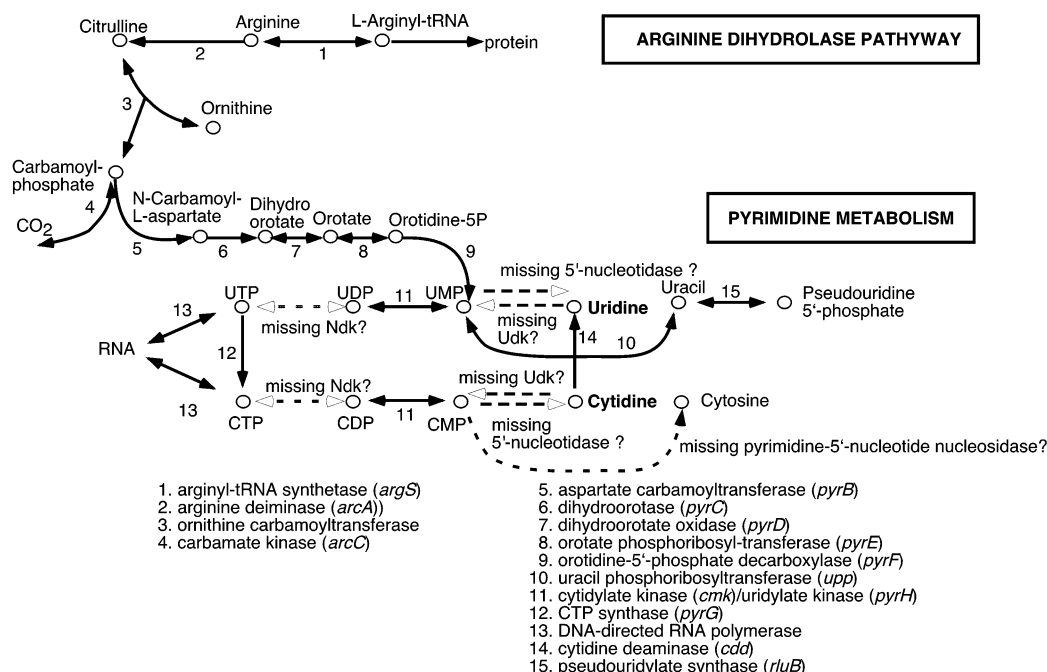 Citrulline
Arginine
L-Arginyl-tRNA
protein
2
1
ARGININE DIHYDROLASE PATHYWAY
3
Ornithine
Carbamoyl-
phosphate
4
CO2
N-Carbamoyl-
L-aspartate
Dihydro
orotate
Orotate
Orotidine-5P
5
6
7
8
9
PYRIMIDINE METABOLISM
missing 5'-nucleotidase ?
UTP
UDP
11
UMP
Uridine
Uracil
15
Pseudouridine
5'-phosphate
13
missing Ndk?
missing
Udk?
14
10
RNA
12
13
missing Ndk?
missing Udk?
CTP
CDP
11
CMP
Cytidine
Cytosine
missing
5'-nucleotidase ?
missing pyrimidine-5'-nucleotide nucleosidase?
1. arginyl-tRNA synthetase (argS)
2. arginine deiminase (arcA))
3. ornithine carbamoyltransferase
4. carbamate kinase (arcC)
5. aspartate carbamoyltransferase (pyrB)
6. dihydroorotase (pyrC)
7. dihydroorotate oxidase (pyrD)
8. orotate phosphoribosyl-transferase (pyrE)
9. orotidine-5'-phosphate decarboxylase (pyrF)
10. uracil phosphoribosyltransferase (upp)
11. cytidylate kinase (cmk)/uridylate kinase (pyrH)
12. CTP synthase (pyrG)
13. DNA-directed RNA polymerase
14. cytidine deaminase (cdd)
15. pseudouridylate synthase (rluB)